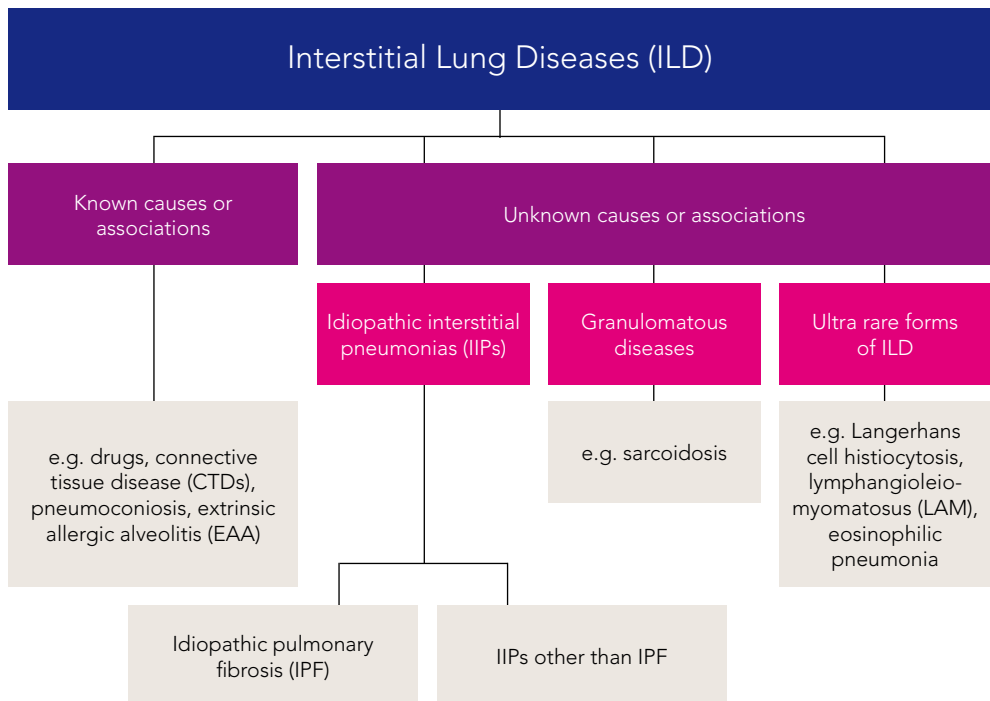 Interstitial Lung Diseases (ILD)
Known causes or
associations
Unknown causes or associations
Idiopathic interstitial
pneumonias (IIPs)
Granulomatous
diseases
Ultra rare forms
of ILD
e.g. drugs, connective
tissue disease (CTDs),
pneumoconiosis, extrinsic
allergic alveolitis (EAA)
e.g. sarcoidosis
e.g. Langerhans
cell histiocytosis,
lymphangioleio-
myomatosus (LAM),
eosinophilic
pneumonia
Idiopathic pulmonary
fibrosis (IPF)
IIPs other than IPF